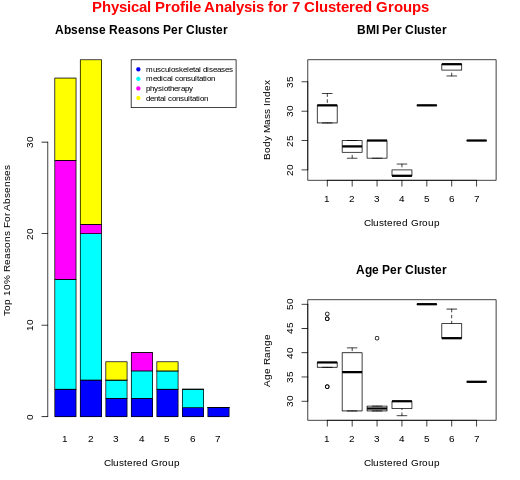 Physical Profile Analysis for 7 Clustered Groups
Absense Reasons Per Cluster
musculoskeletal diseases
medical consultation
physiotherapy
dental consultation
Top 10% Reasons For Absenses
0
10
20
30
1 2 3 4 5 6 7
Clustered Group
BMI Per Cluster
Body Mass Index
20
25
30
35
1 2 3 4 5 6 7
Clustered Group
Age Per Cluster
Age Range
30
35
40
45
50
1 2 3 4 5 6 7
Clustered Group